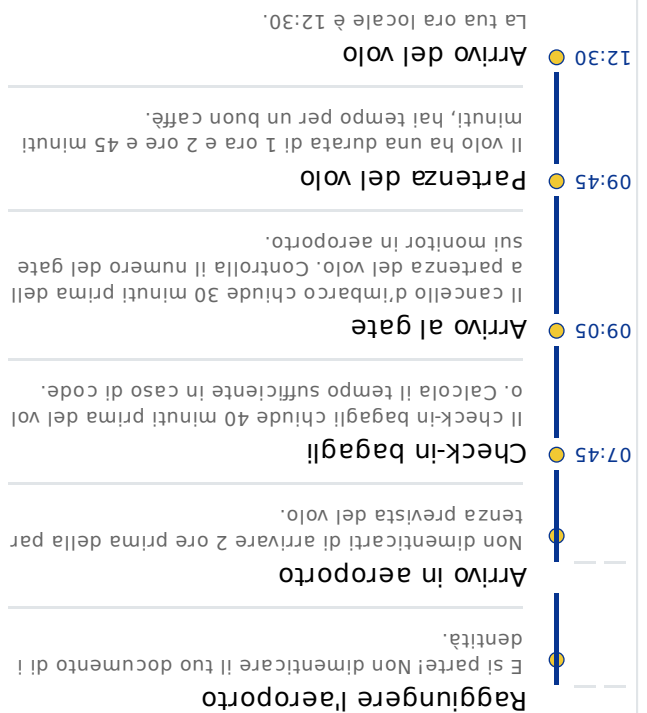 Raggiungere l'aeroporto
E si parte! Non dimenticare il tuo documento di i
dentità.
Arrivo in aeroporto
Non dimenticarti di arrivare 2 ore prima della par
tenza prevista del volo.
07:45 Check-in bagagli
Il check-in bagagli chiude 40 minuti prima del vol
o. Calcola il tempo sufficiente in caso di code.
09:05 Arrivo al gate
Il cancello d'imbarco chiude 30 minuti prima dell
a partenza del volo. Controlla il numero del gate
sui monitor in aeroporto.
09:45 Partenza del volo
Il volo ha una durata di 1 ora e 2 ore e 45 minuti
minuti, hai tempo per un buon caffè.
12:30 Arrivo del volo
La tua ora locale è 12:30.